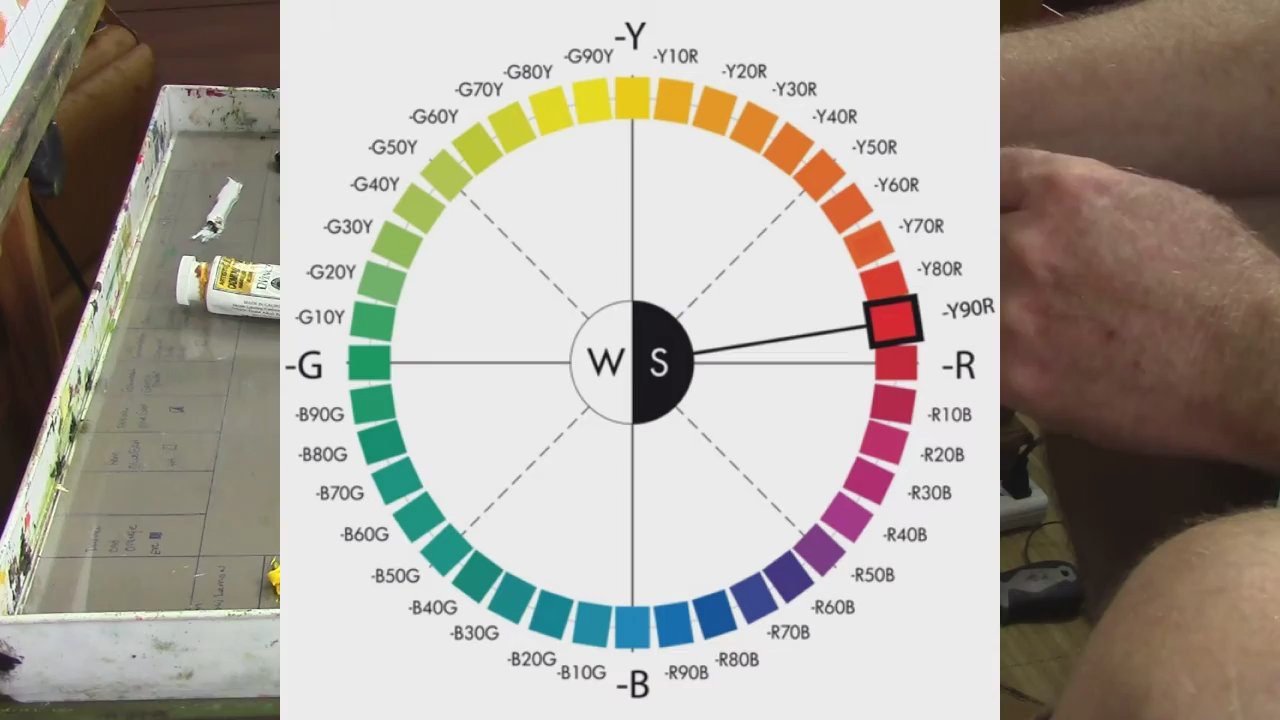 -Y
-G90Y
-Y10R
-G80Y
-Y20R
-G70Y
-Y30R
-G60Y
-Y40R
-G50Y
-Y50R
-G40Y
-Y60R
-G30Y
-Y70R
-G20Y
-Y80R
-G10Y
-Y90R
-G
W S
-R
-B90G
-R10B
-B80G
-R20B
-B70G
-R30B
-B60G
-R40B
-B50G
-R50B
-B40G
-R60B
-B30G
-R70B
-B20G
-R80B
-B10G
-R90B
-B